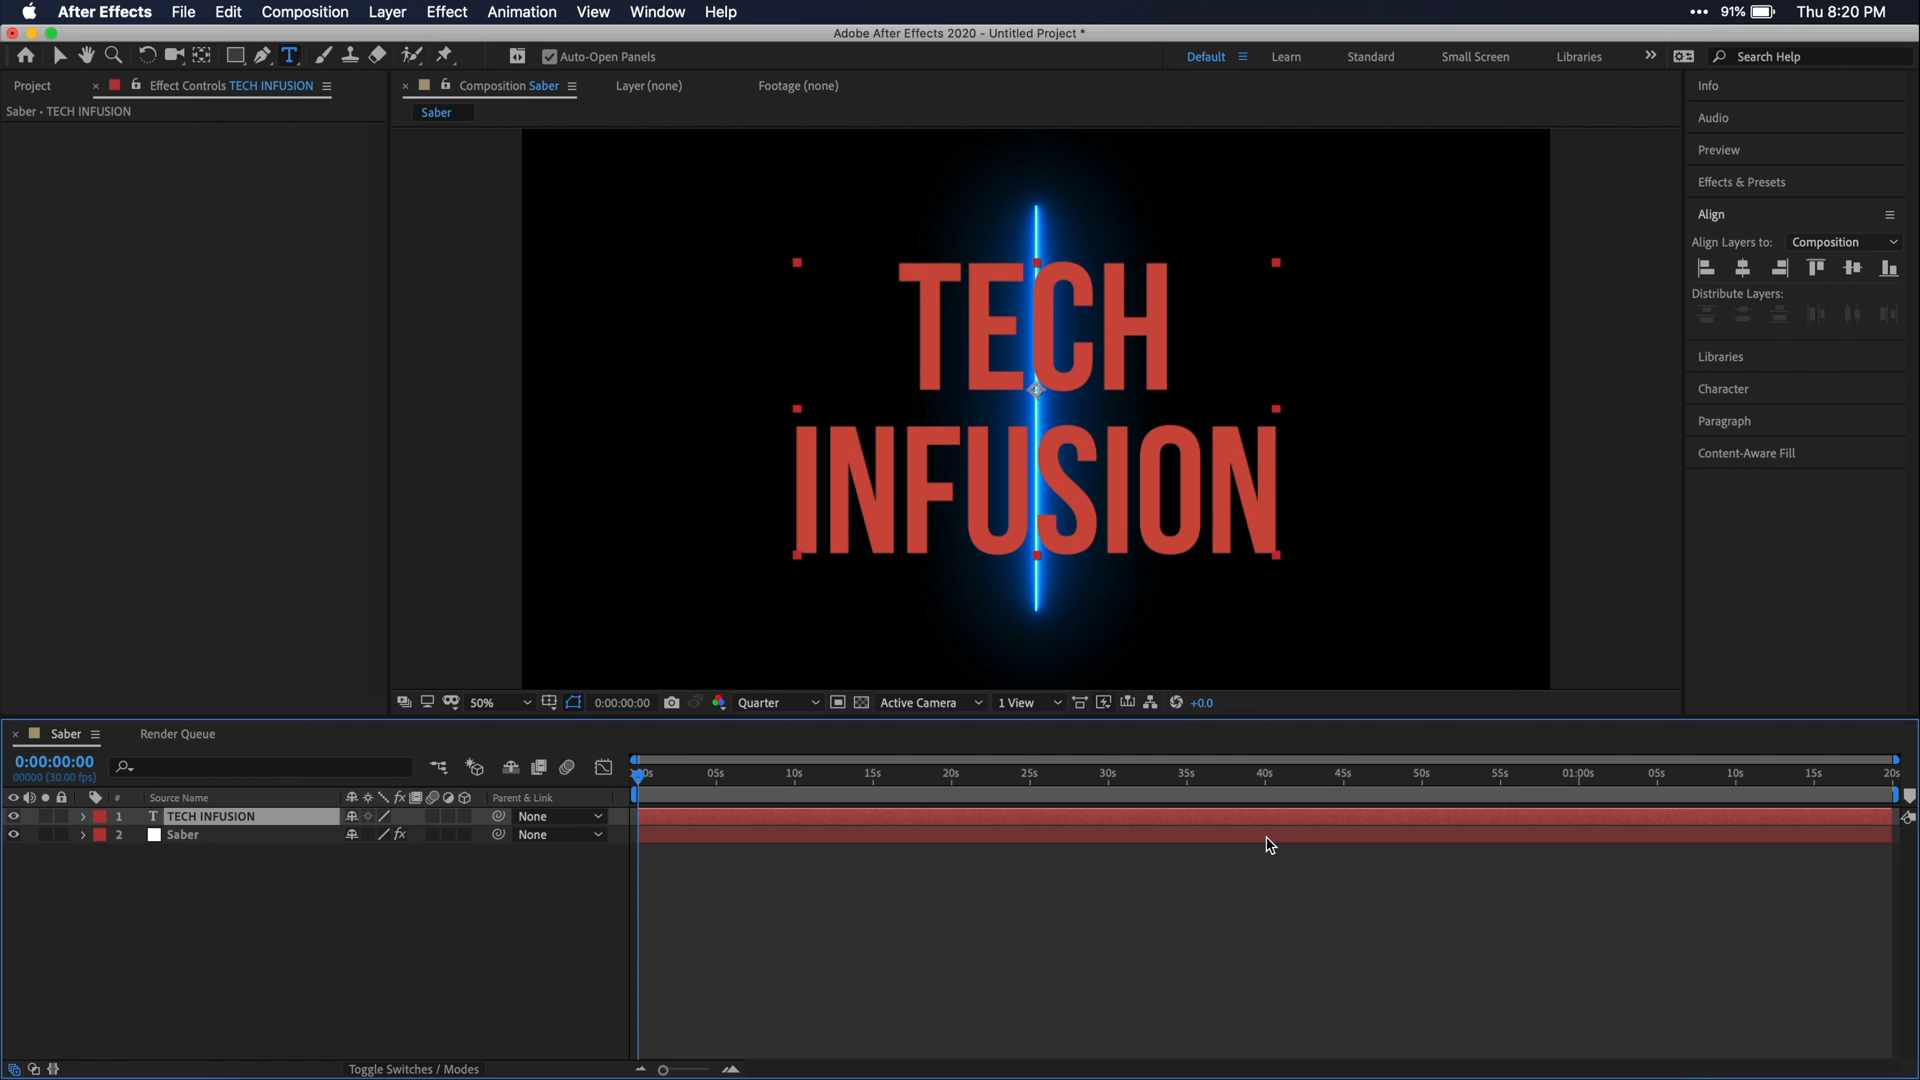 After Effects File Edit Composition Layer Effect Animation View Window Help 91% Thu 8:20 PM
Adobe After Effects 2020 - Untitled Project *
Auto-Open Panels Default Learn Standard Small Screen Libraries Search Help
Project Effect Controls TECH INFUSION Composition Saber Layer (none) Footage (none) Info
Saber • TECH INFUSION Saber
Audio
Preview
Effects & Presets
Align
Align Layers to: Composition
Distribute Layers:
Libraries
Character
Paragraph
Content-Aware Fill
TECH
INFUSION
50% 0:00:00:00 Quarter Active Camera 1 View +0.0
Saber Render Queue
0:00:00:00
00000 (30.00 fps)
05s 10s 15s 20s 25s 30s 35s 40s 45s 50s 55s 01:00s 05s 10s 15s 20s
# Source Name fx Parent & Link
1 T TECH INFUSION None
2 Saber fx None
Toggle Switches / Modes